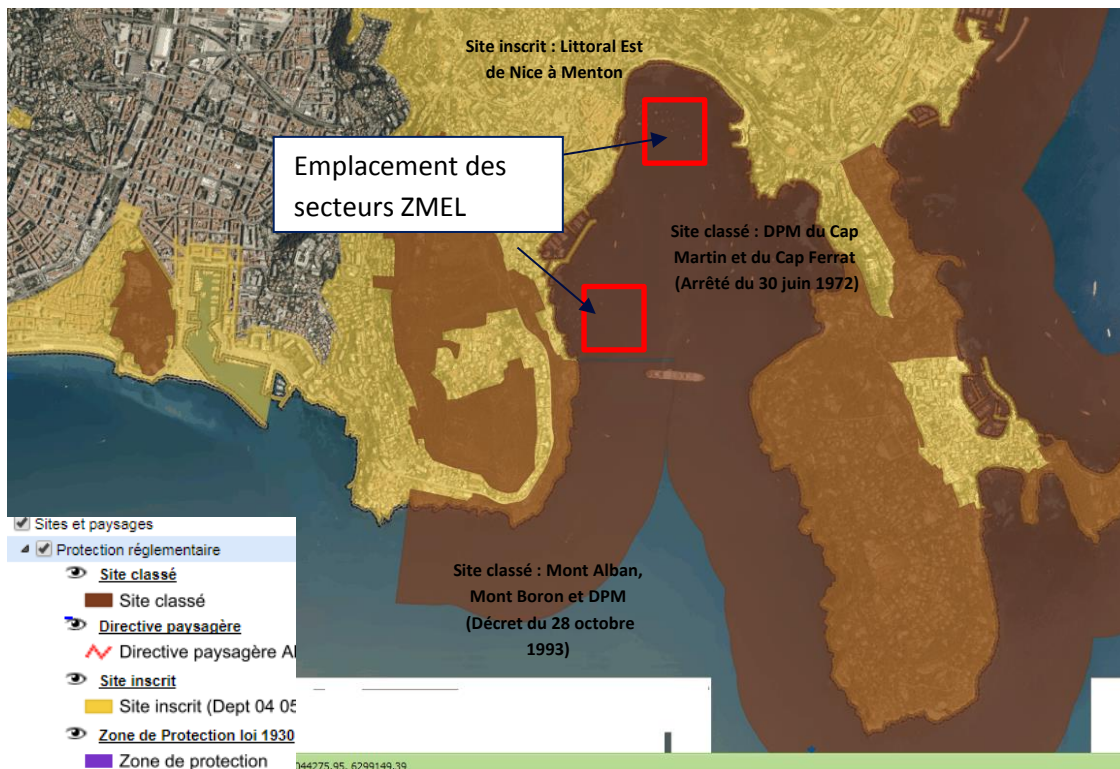 Site inscrit : Littoral Est
de Nice à Menton
Emplacement des
secteurs ZMEL
Site classé : DPM du Cap
Martin et du Cap Ferrat
(Arrêté du 30 juin 1972)
Site classé : Mont Alban,
Mont Boron et DPM
(Décret du 28 octobre
1993)
Sites et paysages
Protection réglementaire
Site classé
Site classé
Directive paysagère
Directive paysagère Al
Site inscrit
Site inscrit (Dept 04 05
Zone de Protection loi 1930
Zone de protection
044275.95, 6299149.39